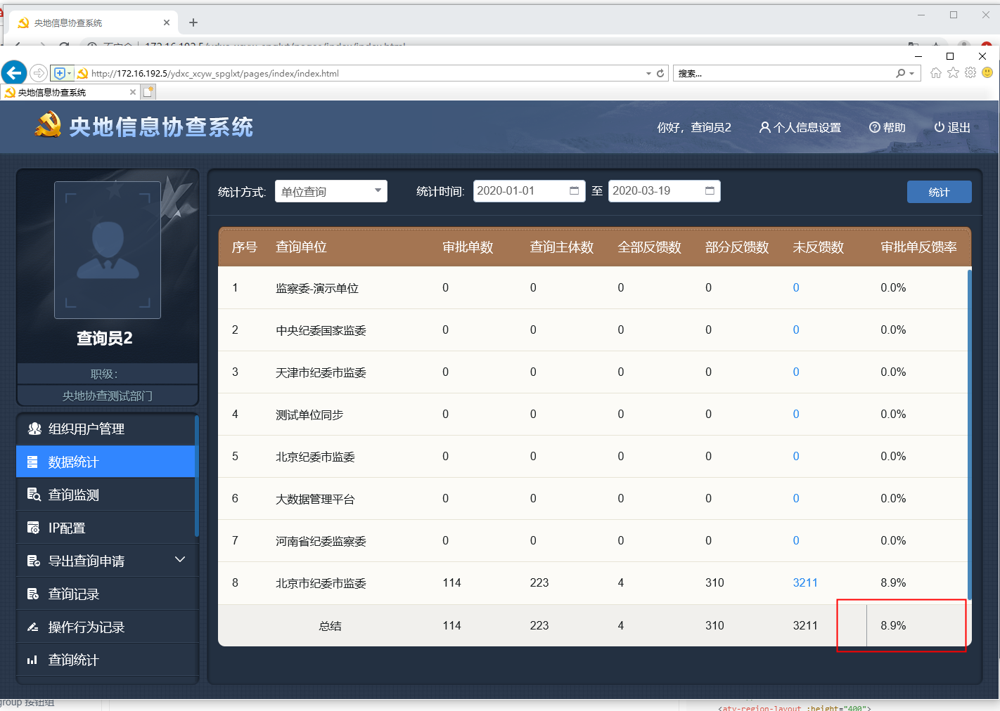 央地信息协查系统
http://172.16.192.5/ydxc_xcyw_spglxt/pages/index/index.html
搜索...
央地信息协查系统
央地信息协查系统
你好，查询员2
个人信息设置
帮助
退出
查询员2
职级：
央地协查测试部门
组织用户管理
数据统计
查询监测
IP配置
导出查询申请
查询记录
操作行为记录
查询统计
统计方式: 单位查询 统计时间: 2020-01-01 至 2020-03-19 统计
序号 查询单位 审批单数 查询主体数 全部反馈数 部分反馈数 未反馈数 审批单反馈率
1 监察委-演示单位 0 0 0 0 0 0.0%
2 中央纪委国家监委 0 0 0 0 0 0.0%
3 天津市纪委市监委 0 0 0 0 0 0.0%
4 测试单位同步 0 0 0 0 0 0.0%
5 北京纪委市监委 0 0 0 0 0 0.0%
6 大数据管理平台 0 0 0 0 0 0.0%
7 河南省纪委监察委 0 0 0 0 0 0.0%
8 北京市纪委市监委 114 223 4 310 3211 8.9%
总结 114 223 4 310 3211 8.9%
group 按钮组
<aty-region-layout :height="400">